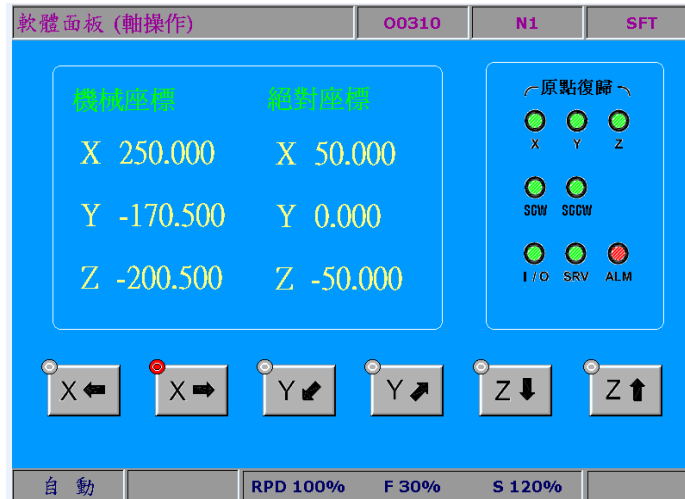 軟體面板 (軸操作) O0310 N1 SFT
機械座標 絕對座標
X 250.000 X 50.000
Y -170.500 Y 0.000
Z -200.500 Z -50.000
原點復歸
X Y Z
SCW SCCW
I / O SRV ALM
X X Y Y Z Z
自 動 RPD 100% F 30% S 120%